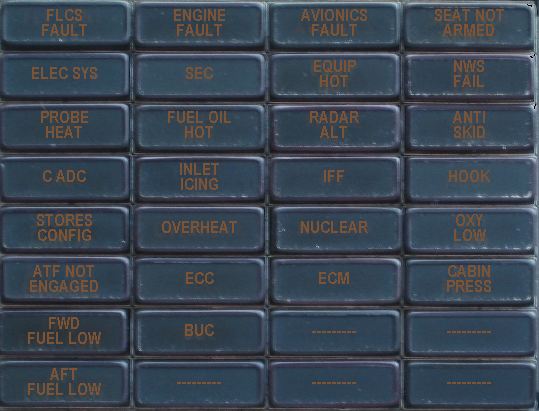 FLCS
FAULT
ENGINE
FAULT
AVIONICS
FAULT
SEAT NOT
ARMED
ELEC SYS
SEC
EQUIP
HOT
NWS
FAIL
PROBE
HEAT
FUEL OIL
HOT
RADAR
ALT
ANTI
SKID
C ADC
INLET
ICING
IFF
HOOK
STORES
CONFIG
OVERHEAT
NUCLEAR
OXY
LOW
ATF NOT
ENGAGED
ECC
ECM
CABIN
PRESS
FWD
FUEL LOW
BUC
---------
---------
AFT
FUEL LOW
---------
---------
---------